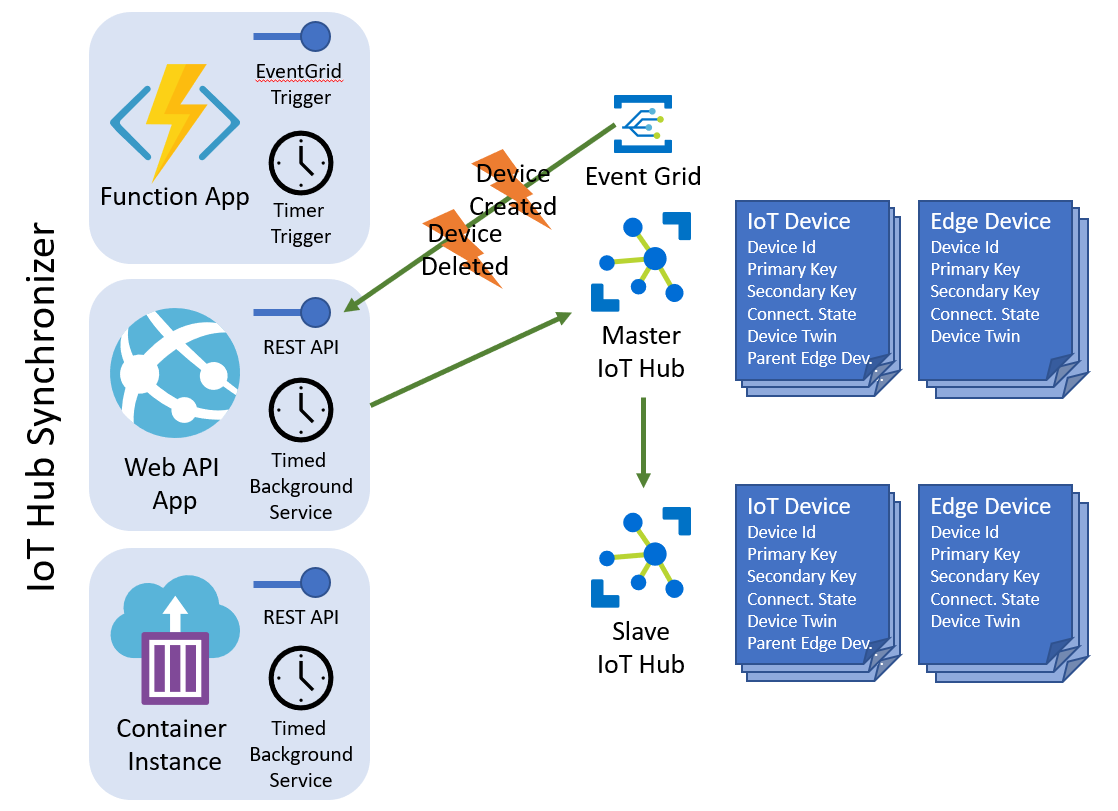 IoT Hub Synchronizer
EventGrid
Trigger
Function App
Timer
Trigger
REST API
Web API
App
Timed
Background
Service
REST API
Container
Instance
Timed
Background
Service
Device
Created
Device
Deleted
Event Grid
Master
IoT Hub
Slave
IoT Hub
IoT Device
Device Id
Primary Key
Secondary Key
Connect. State
Device Twin
Parent Edge Dev.
Edge Device
Device Id
Primary Key
Secondary Key
Connect. State
Device Twin
IoT Device
Device Id
Primary Key
Secondary Key
Connect. State
Device Twin
Parent Edge Dev.
Edge Device
Device Id
Primary Key
Secondary Key
Connect. State
Device Twin